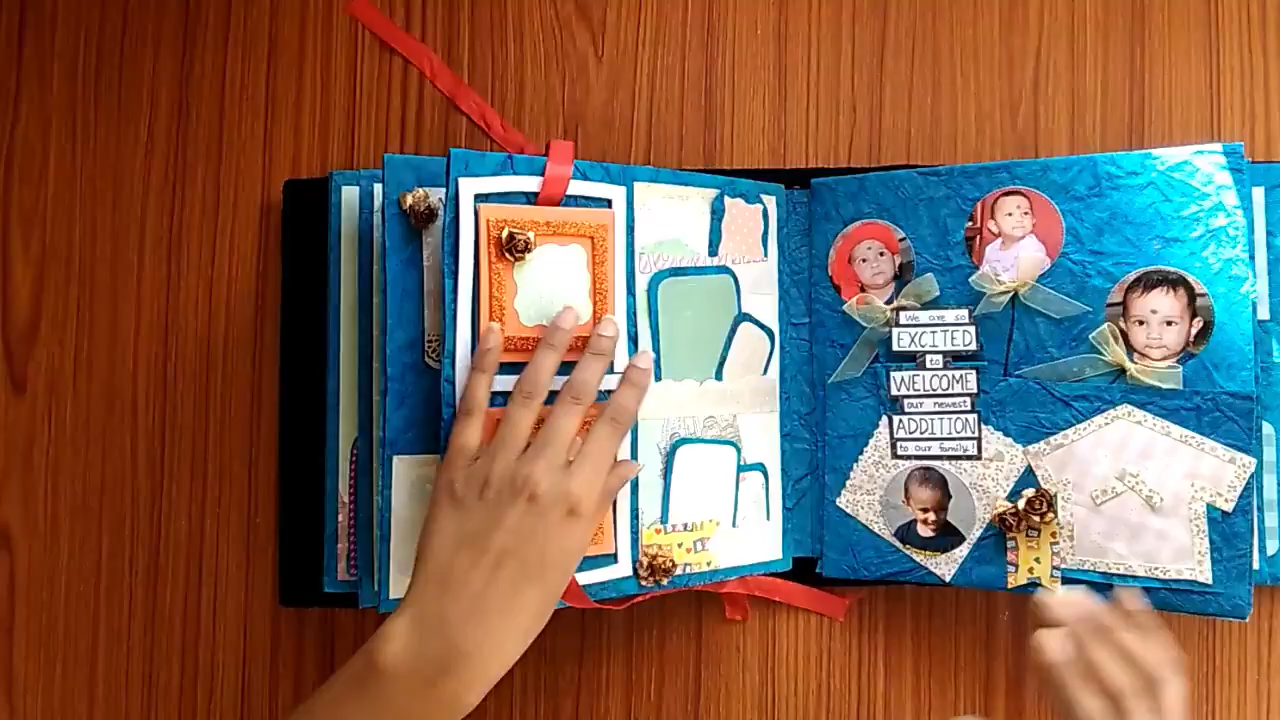 We are so
EXCITED
to
WELCOME
our newest
ADDITION
to our family!